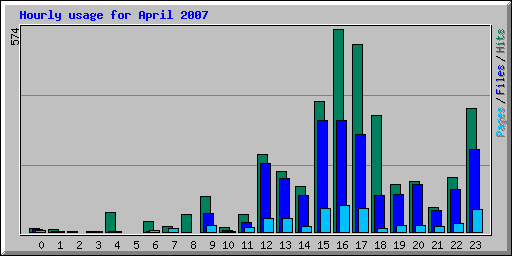 Hourly usage for April 2007
574
Pages/Files/Hits
0 1 2 3 4 5 6 7 8 9 10 11 12 13 14 15 16 17 18 19 20 21 22 23